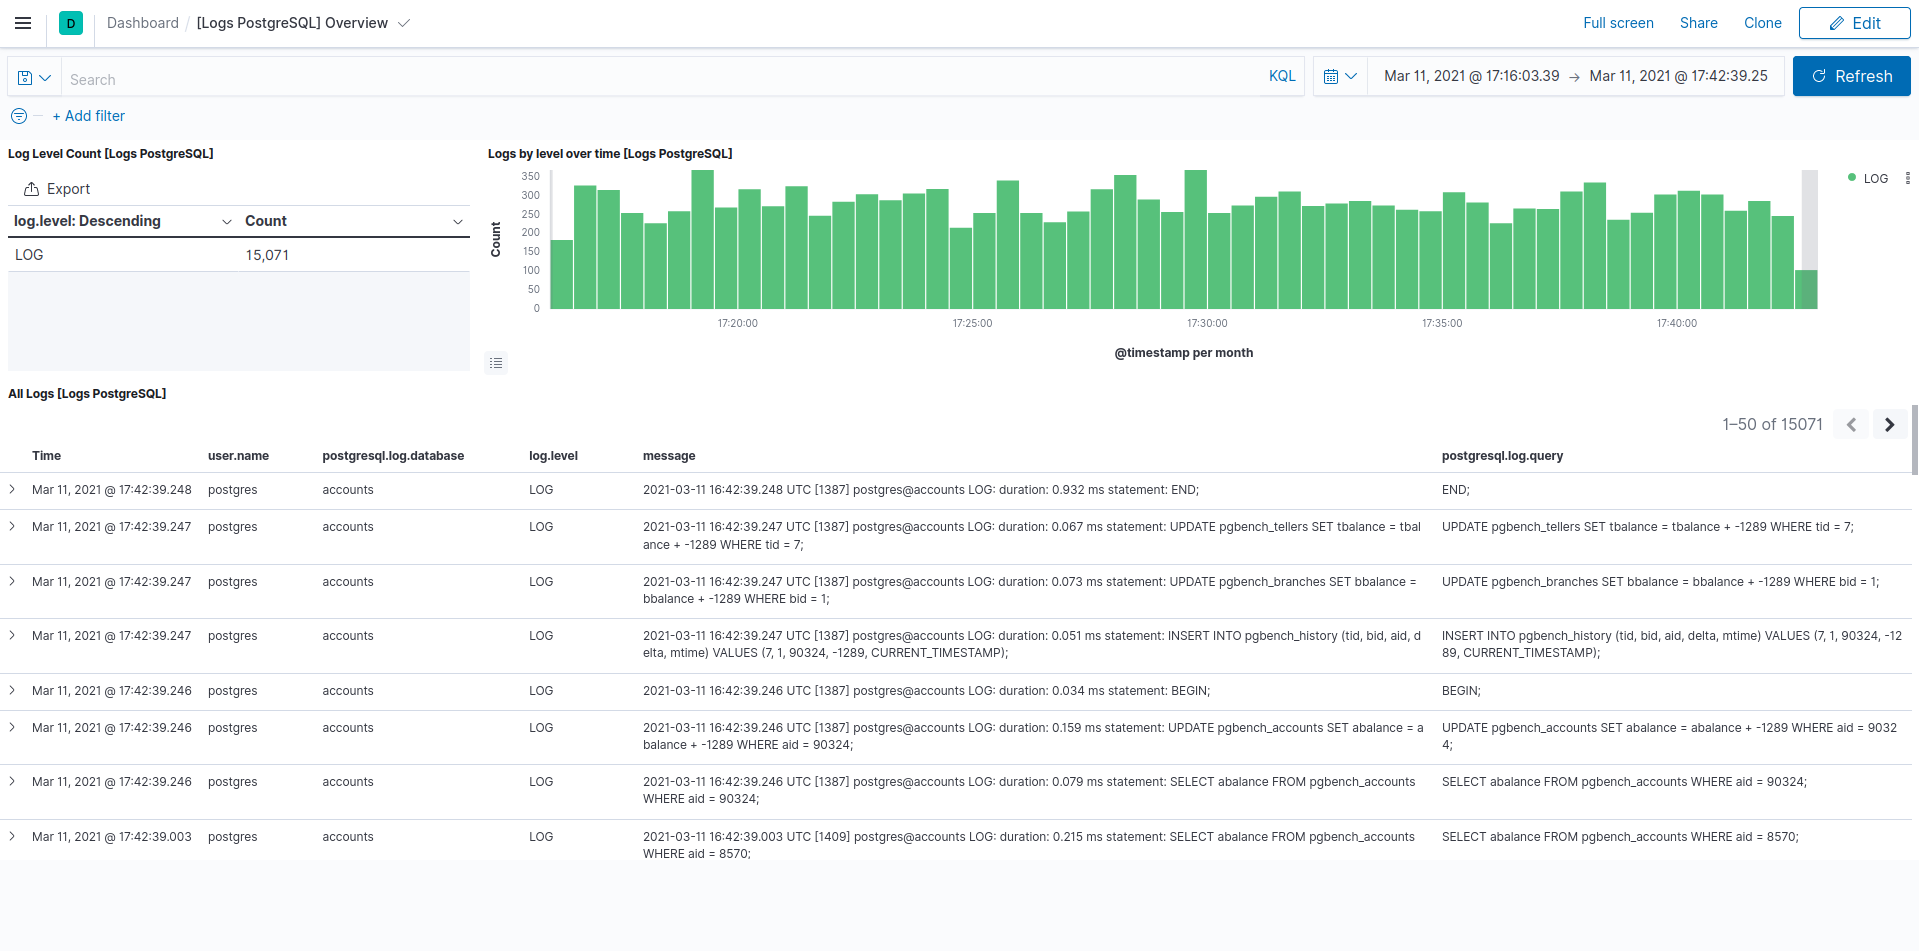 D Dashboard / [Logs PostgreSQL] Overview Full screen Share Clone Edit
Search KQL Mar 11, 2021 @ 17:16:03.39 → Mar 11, 2021 @ 17:42:39.25 Refresh
+ Add filter
Log Level Count [Logs PostgreSQL]
Export
log.level: Descending Count
LOG 15,071
Logs by level over time [Logs PostgreSQL]
Count
350
300
250
200
150
100
50
0
17:20:00 17:25:00 17:30:00 17:35:00 17:40:00
@timestamp per month
LOG
All Logs [Logs PostgreSQL]
1–50 of 15071
Time user.name postgresql.log.database log.level message postgresql.log.query
Mar 11, 2021 @ 17:42:39.248 postgres accounts LOG 2021-03-11 16:42:39.248 UTC [1387] postgres@accounts LOG: duration: 0.932 ms statement: END; END;
Mar 11, 2021 @ 17:42:39.247 postgres accounts LOG 2021-03-11 16:42:39.247 UTC [1387] postgres@accounts LOG: duration: 0.067 ms statement: UPDATE pgbench_tellers SET tbalance = tbal UPDATE pgbench_tellers SET tbalance = tbalance + -1289 WHERE tid = 7;
ance + -1289 WHERE tid = 7;
Mar 11, 2021 @ 17:42:39.247 postgres accounts LOG 2021-03-11 16:42:39.247 UTC [1387] postgres@accounts LOG: duration: 0.073 ms statement: UPDATE pgbench_branches SET bbalance = UPDATE pgbench_branches SET bbalance = bbalance + -1289 WHERE bid = 1;
bbalance + -1289 WHERE bid = 1;
Mar 11, 2021 @ 17:42:39.247 postgres accounts LOG 2021-03-11 16:42:39.247 UTC [1387] postgres@accounts LOG: duration: 0.051 ms statement: INSERT INTO pgbench_history (tid, bid, aid, d INSERT INTO pgbench_history (tid, bid, aid, delta, mtime) VALUES (7, 1, 90324, -12
elta, mtime) VALUES (7, 1, 90324, -1289, CURRENT_TIMESTAMP); 89, CURRENT_TIMESTAMP);
Mar 11, 2021 @ 17:42:39.246 postgres accounts LOG 2021-03-11 16:42:39.246 UTC [1387] postgres@accounts LOG: duration: 0.034 ms statement: BEGIN; BEGIN;
Mar 11, 2021 @ 17:42:39.246 postgres accounts LOG 2021-03-11 16:42:39.246 UTC [1387] postgres@accounts LOG: duration: 0.159 ms statement: UPDATE pgbench_accounts SET abalance = a UPDATE pgbench_accounts SET abalance = abalance + -1289 WHERE aid = 9032
balance + -1289 WHERE aid = 90324; 4;
Mar 11, 2021 @ 17:42:39.246 postgres accounts LOG 2021-03-11 16:42:39.246 UTC [1387] postgres@accounts LOG: duration: 0.079 ms statement: SELECT abalance FROM pgbench_accounts SELECT abalance FROM pgbench_accounts WHERE aid = 90324;
WHERE aid = 90324;
Mar 11, 2021 @ 17:42:39.003 postgres accounts LOG 2021-03-11 16:42:39.003 UTC [1409] postgres@accounts LOG: duration: 0.215 ms statement: SELECT abalance FROM pgbench_accounts SELECT abalance FROM pgbench_accounts WHERE aid = 8570;
WHERE aid = 8570;